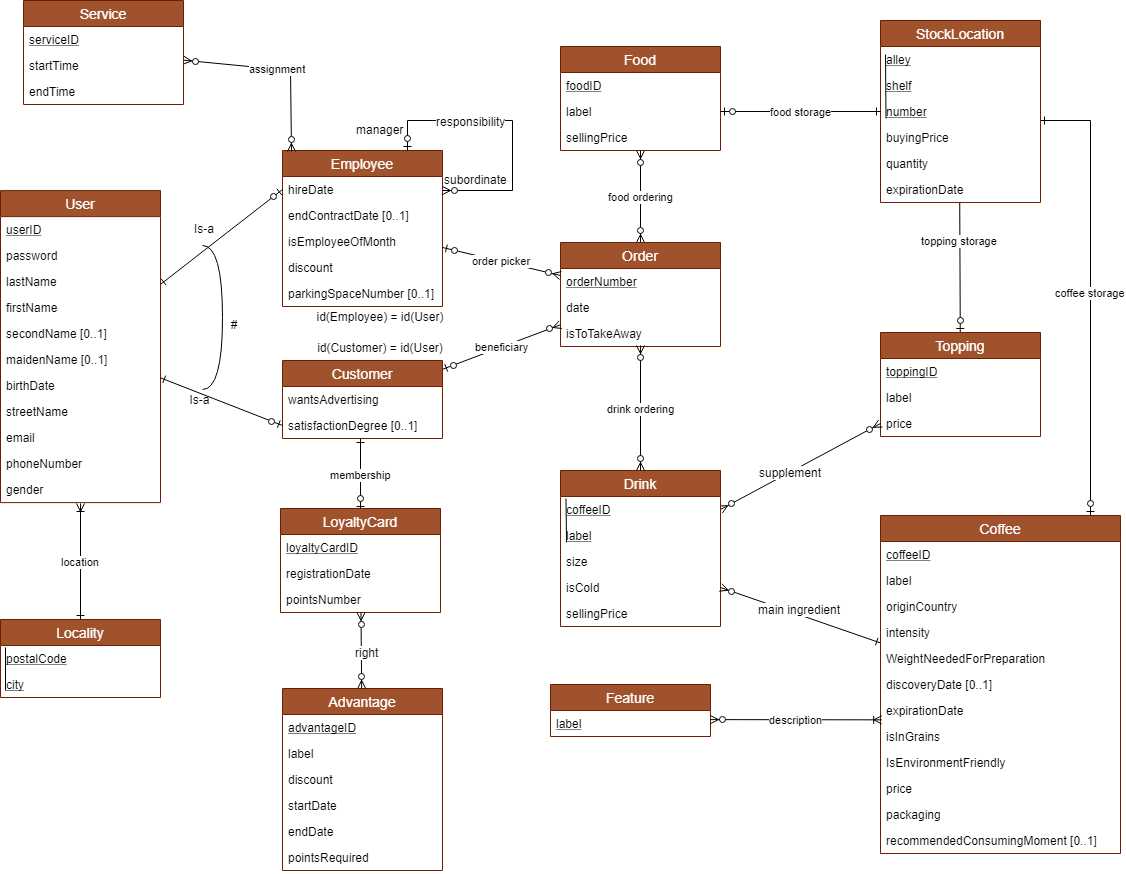 Service
serviceID
startTime
endTime
assignment
manager
responsibility
subordinate
Employee
hireDate
endContractDate [0..1]
isEmployeeOfMonth
discount
parkingSpaceNumber [0..1]
id(Employee) = id(User)
User
userID
password
lastName
firstName
secondName [0..1]
maidenName [0..1]
birthDate
streetName
email
phoneNumber
gender
Is-a
#
Is-a
location
Locality
postalCode
city
id(Customer) = id(User)
Customer
wantsAdvertising
satisfactionDegree [0..1]
membership
LoyaltyCard
loyaltyCardID
registrationDate
pointsNumber
right
Advantage
advantageID
label
discount
startDate
endDate
pointsRequired
Food
foodID
label
sellingPrice
food storage
food ordering
order picker
beneficiary
Order
orderNumber
date
isToTakeAway
drink ordering
Drink
coffeeID
label
size
isCold
sellingPrice
supplement
main ingredient
Feature
label
description
StockLocation
alley
shelf
number
buyingPrice
quantity
expirationDate
topping storage
coffee storage
Topping
toppingID
label
price
Coffee
coffeeID
label
originCountry
intensity
WeightNeededForPreparation
discoveryDate [0..1]
expirationDate
isInGrains
IsEnvironmentFriendly
price
packaging
recommendedConsumingMoment [0..1]